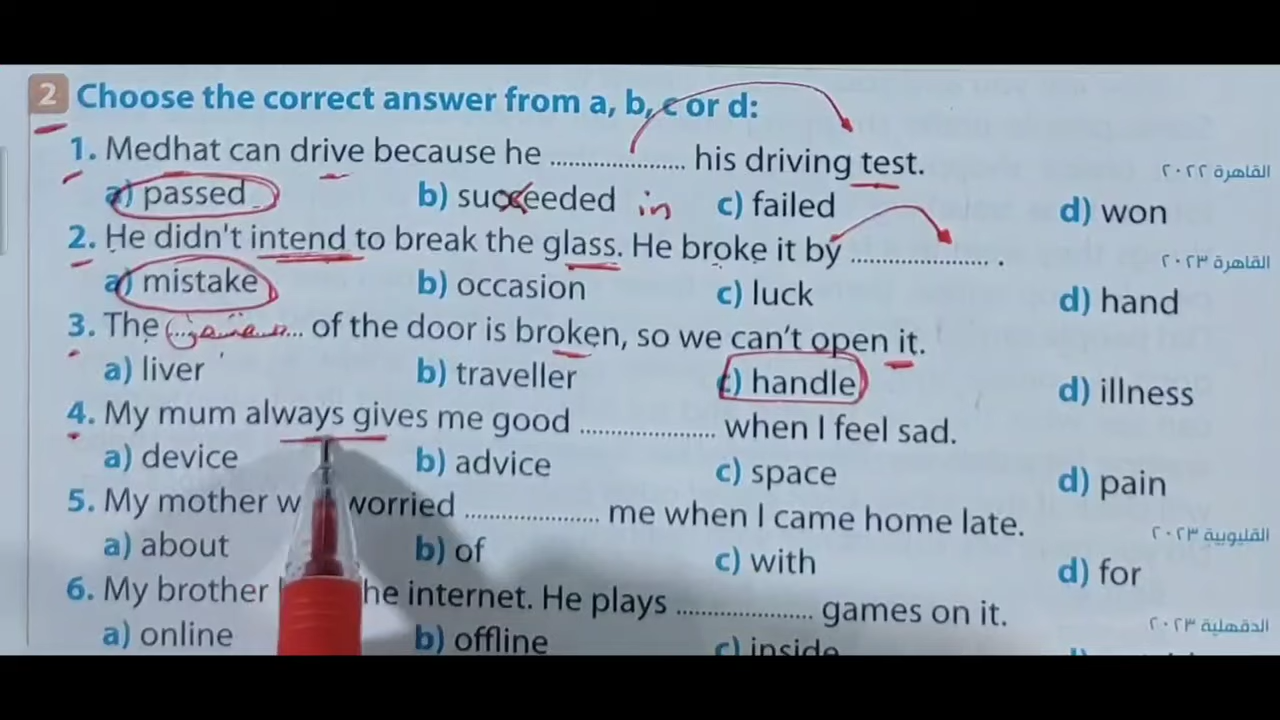 2 Choose the correct answer from a, b, c or d:
1. Medhat can drive because he .................... his driving test. القاهرة ٢٠٢٢
a) passed b) succeeded in c) failed d) won
2. He didn't intend to break the glass. He broke it by .................... . القاهرة ٢٠٢٣
a) mistake b) occasion c) luck d) hand
3. The .................... of the door is broken, so we can't open it.
a) liver b) traveller c) handle d) illness
4. My mum always gives me good .................... when I feel sad.
a) device b) advice c) space d) pain
5. My mother w worried .................... me when I came home late. القليوبية ٢٠٢٣
a) about b) of c) with d) for
6. My brother he internet. He plays .................... games on it. الدقهلية ٢٠٢٣
a) online b) offline c) inside